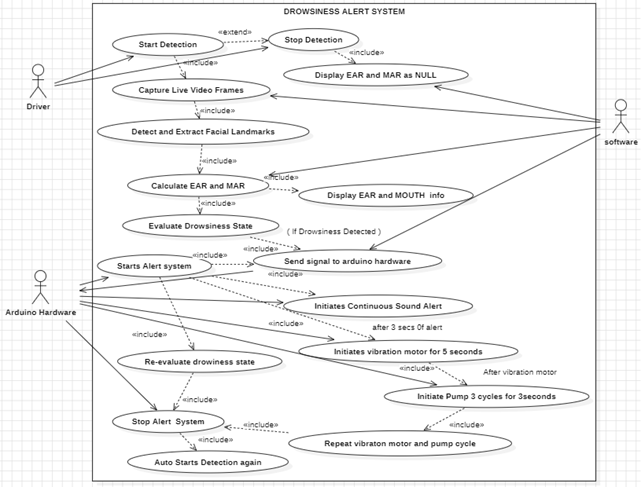 DROWSINESS ALERT SYSTEM
«extend»
Stop Detection
Start Detection
«include»
«include»
Display EAR and MAR as NULL
Capture Live Video Frames
Driver
«include»
Detect and Extract Facial Landmarks
software
«include»
«include»
Calculate EAR and MAR
Display EAR and MOUTH info
«include»
Evaluate Drowsiness State
( If Drowsiness Detected )
«include»
«include»
Send signal to arduino hardware
Starts Alert system
«include»
Initiates Continuous Sound Alert
Arduino Hardware
«include»
after 3 secs 0f alert
«include»
Initiates vibration motor for 5 seconds
Re-evaluate drowiness state
«include»
After vibration motor
Initiate Pump 3 cycles for 3seconds
«include»
Stop Alert System
«include»
«include»
«include»
Repeat vibraton motor and pump cycle
Auto Starts Detection again